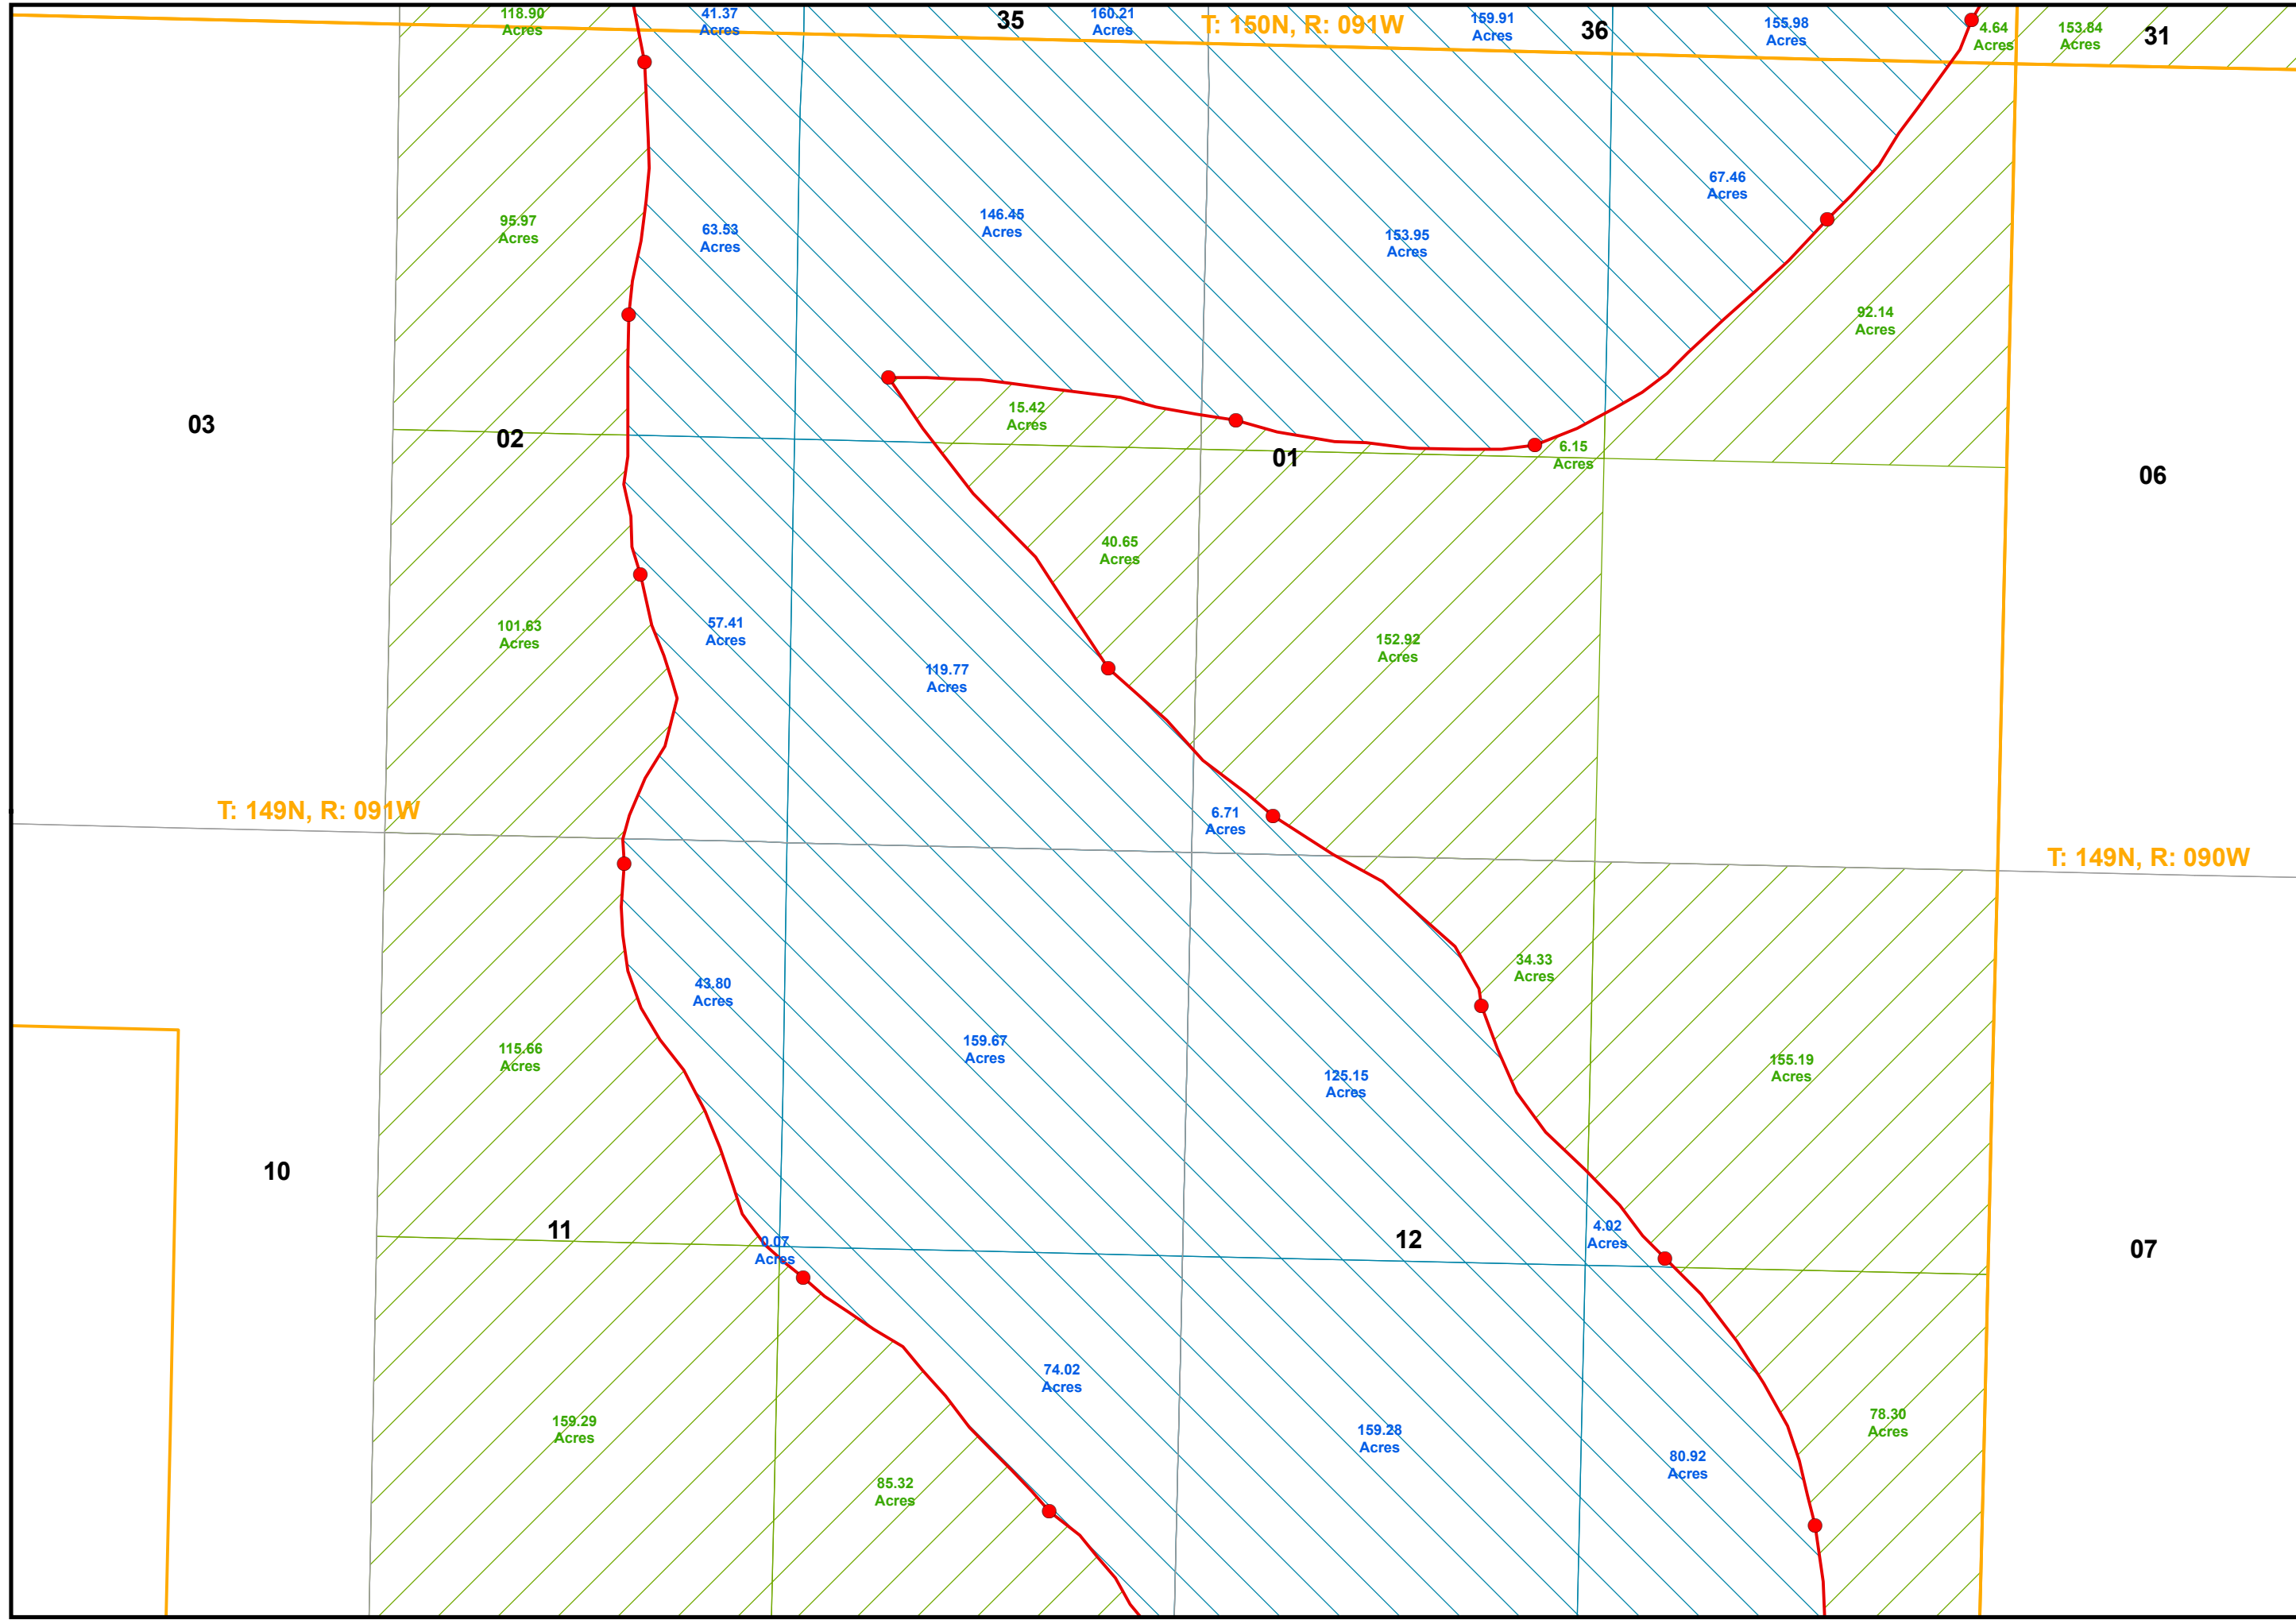 118.90
Acres
41.37
Acres
35
160.21
Acres
T: 150N, R: 091W
159.91
Acres
36
155.98
Acres
4.64
Acres
153.84
Acres
31
95.97
Acres
63.53
Acres
146.45
Acres
153.95
Acres
67.46
Acres
92.14
Acres
03
02
15.42
Acres
01
6.15
Acres
06
40.65
Acres
101.63
Acres
57.41
Acres
119.77
Acres
152.92
Acres
T: 149N, R: 091W
6.71
Acres
T: 149N, R: 090W
43.80
Acres
34.33
Acres
115.66
Acres
159.67
Acres
125.15
Acres
155.19
Acres
10
11
0.07
Acres
12
4.02
Acres
07
74.02
Acres
159.29
Acres
159.28
Acres
78.30
Acres
80.92
Acres
85.32
Acres